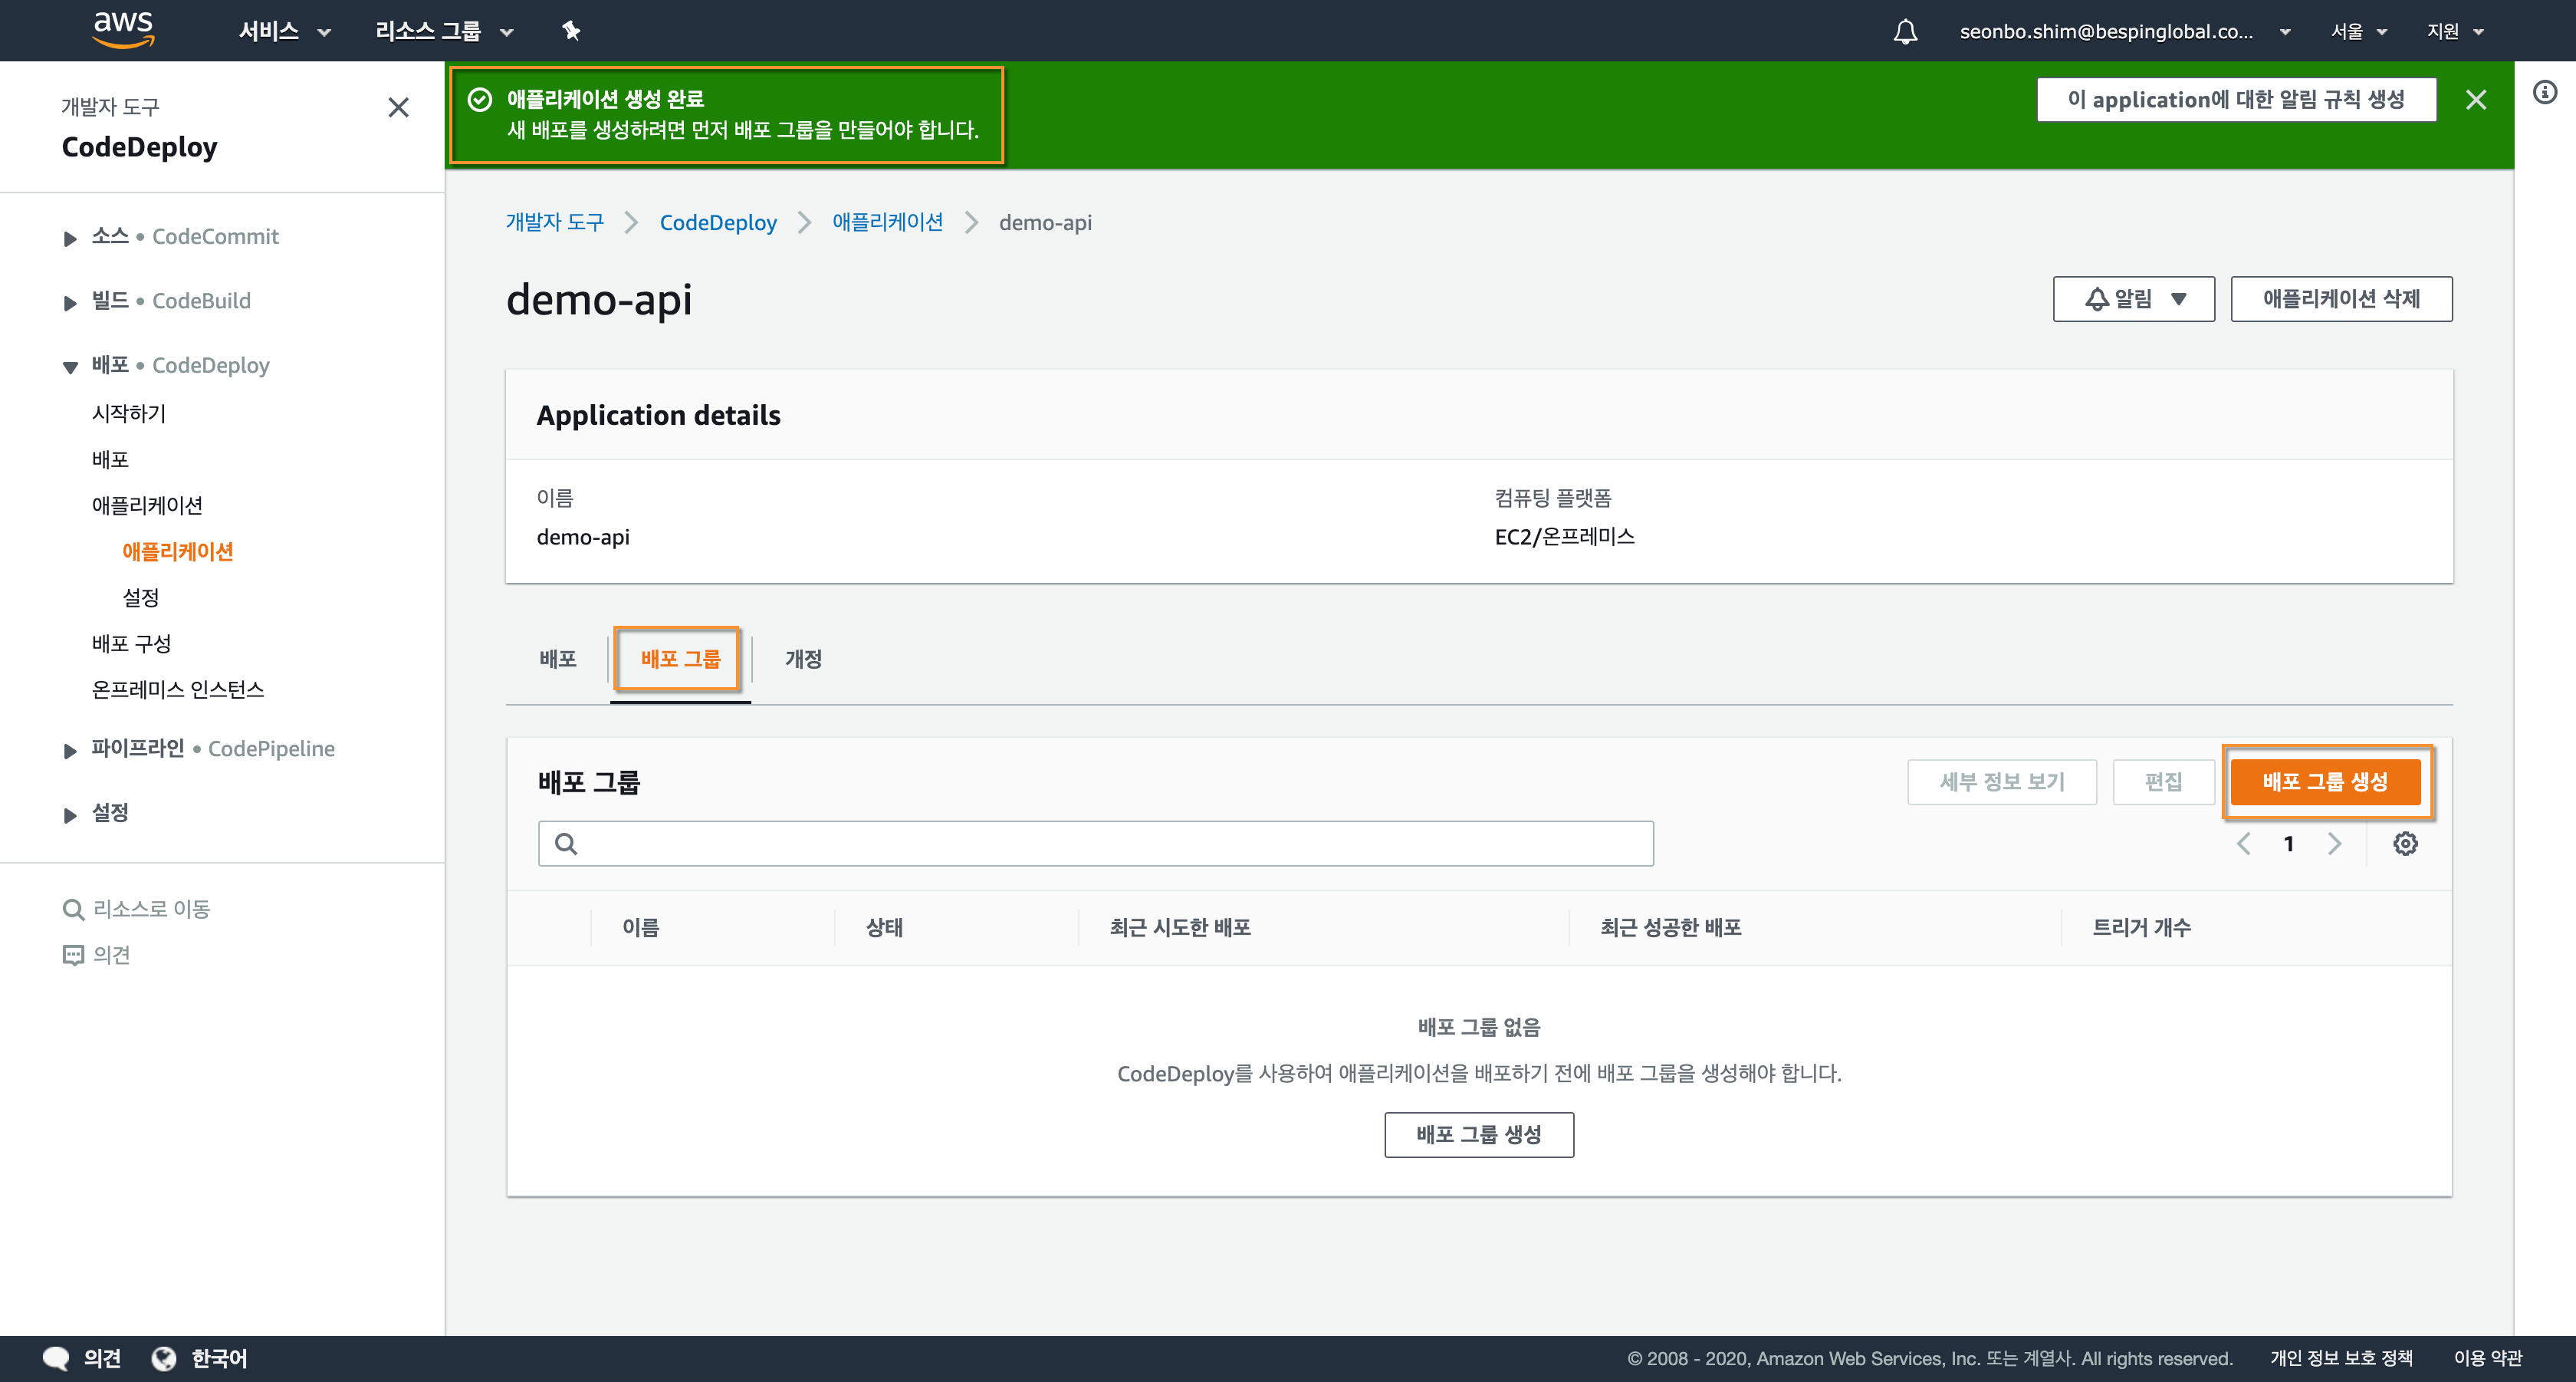 aws
서비스
리소스 그룹
seonbo.shim@bespinglobal.co...
서울
지원
개발자 도구
CodeDeploy
소스 • CodeCommit
빌드 • CodeBuild
배포 • CodeDeploy
시작하기
배포
애플리케이션
애플리케이션
설정
배포 구성
온프레미스 인스턴스
파이프라인 • CodePipeline
설정
리소스로 이동
의견
애플리케이션 생성 완료
새 배포를 생성하려면 먼저 배포 그룹을 만들어야 합니다.
이 application에 대한 알림 규칙 생성
개발자 도구 > CodeDeploy > 애플리케이션 > demo-api
demo-api
알림
애플리케이션 삭제
Application details
이름
demo-api
컴퓨팅 플랫폼
EC2/온프레미스
배포
배포 그룹
개정
배포 그룹
세부 정보 보기
편집
배포 그룹 생성
1
이름
상태
최근 시도한 배포
최근 성공한 배포
트리거 개수
배포 그룹 없음
CodeDeploy를 사용하여 애플리케이션을 배포하기 전에 배포 그룹을 생성해야 합니다.
배포 그룹 생성
의견
한국어
© 2008 - 2020, Amazon Web Services, Inc. 또는 계열사. All rights reserved.
개인 정보 보호 정책
이용 약관